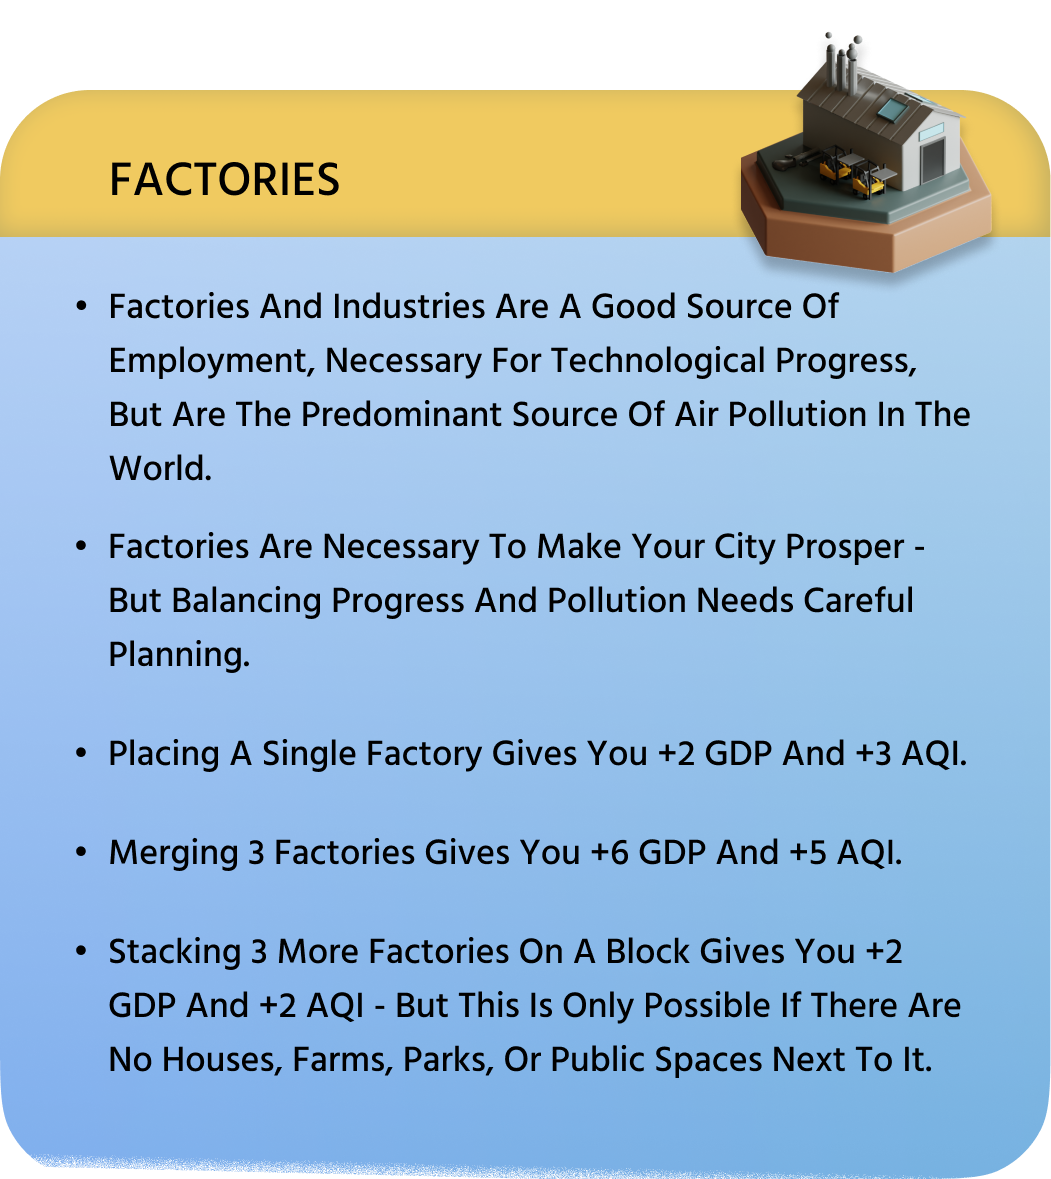 FACTORIES
• Factories And Industries Are A Good Source Of
Employment, Necessary For Technological Progress,
But Are The Predominant Source Of Air Pollution In The
World.
• Factories Are Necessary To Make Your City Prosper -
But Balancing Progress And Pollution Needs Careful
Planning.
• Placing A Single Factory Gives You +2 GDP And +3 AQI.
• Merging 3 Factories Gives You +6 GDP And +5 AQI.
• Stacking 3 More Factories On A Block Gives You +2
GDP And +2 AQI - But This Is Only Possible If There Are
No Houses, Farms, Parks, Or Public Spaces Next To It.